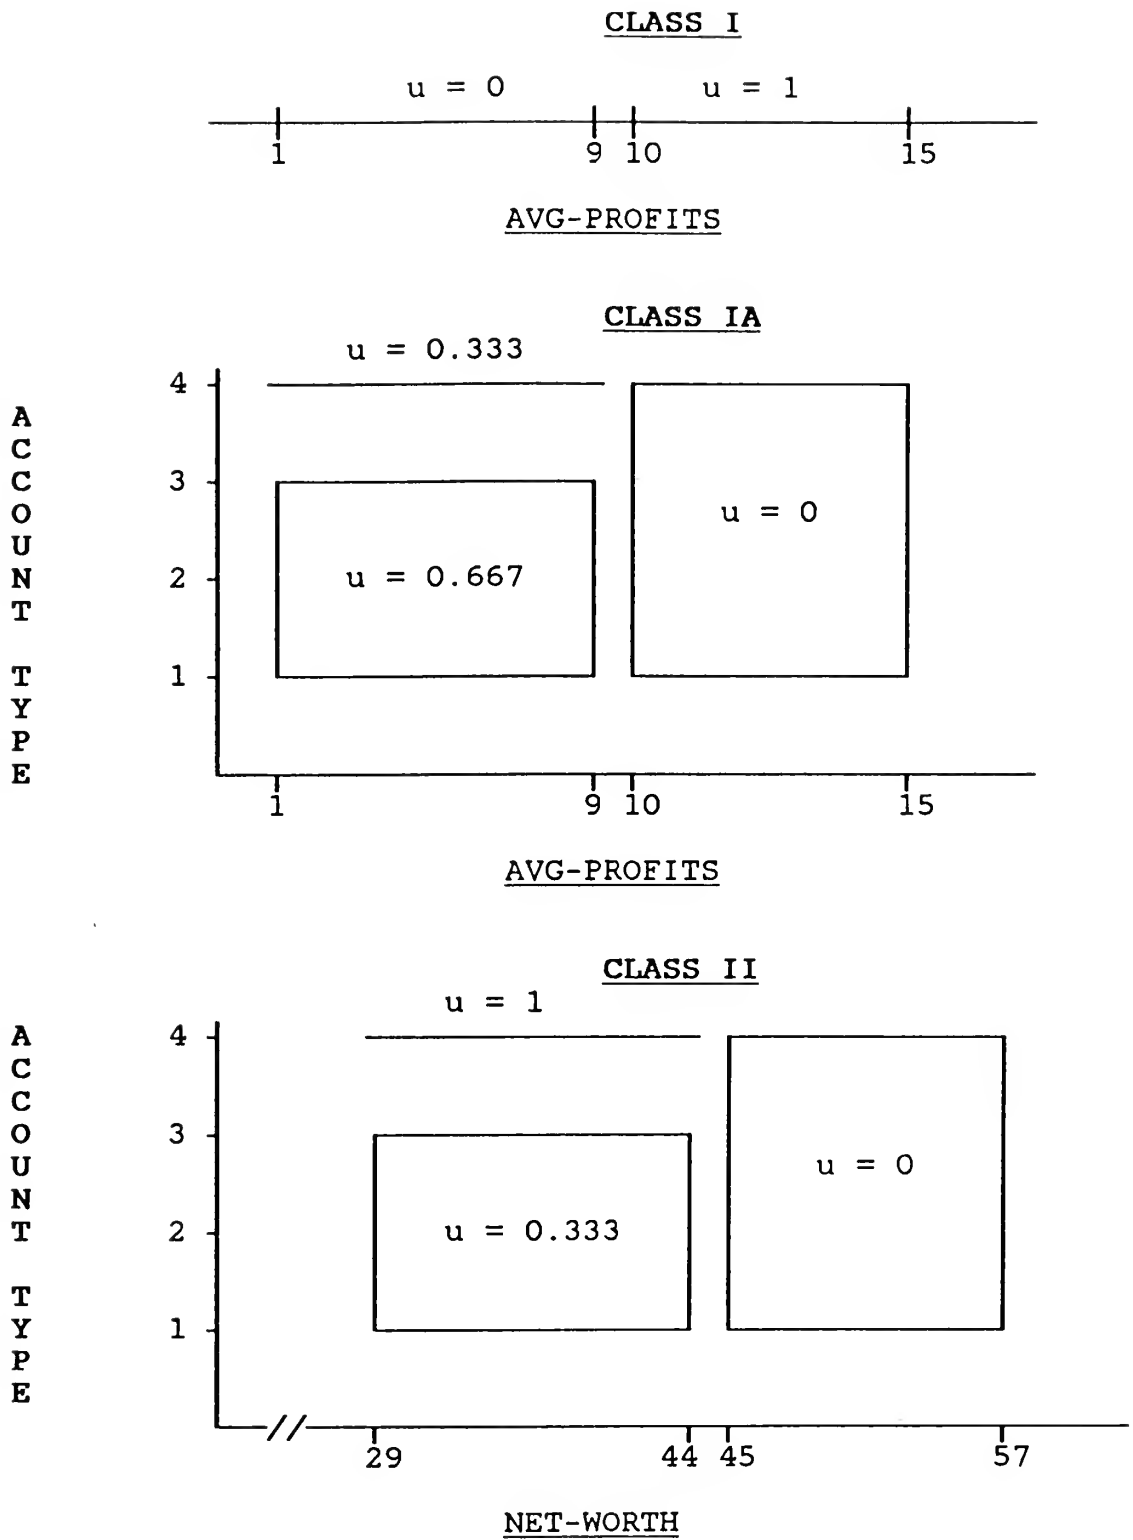 CLASS I
u = 0 u = 1
1 9 10 15
AVG-PROFITS
CLASS IA
u = 0.333
ACCOUNT TYPE
4
3
u = 0
2 u = 0.667
1
1 9 10 15
AVG-PROFITS
CLASS II
u = 1
ACCOUNT TYPE
4
3
u = 0
2 u = 0.333
1
29 44 45 57
NET-WORTH